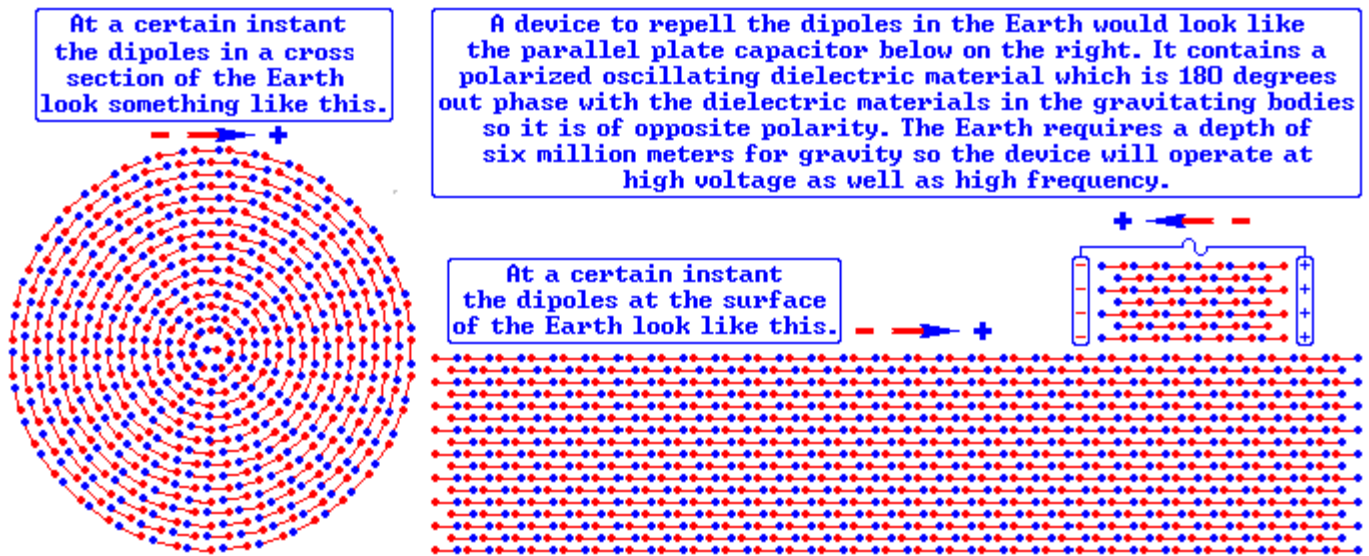 At a certain instant
the dipoles in a cross
section of the Earth
look something like this.
- +
A device to repell the dipoles in the Earth would look like
the parallel plate capacitor below on the right. It contains a
polarized oscillating dielectric material which is 180 degrees
out phase with the dielectric materials in the gravitating bodies
so it is of opposite polarity. The Earth requires a depth of
six million meters for gravity so the device will operate at
high voltage as well as high frequency.
+ -
At a certain instant
the dipoles at the surface
of the Earth look like this.
- +
- +
- +
- +
- +